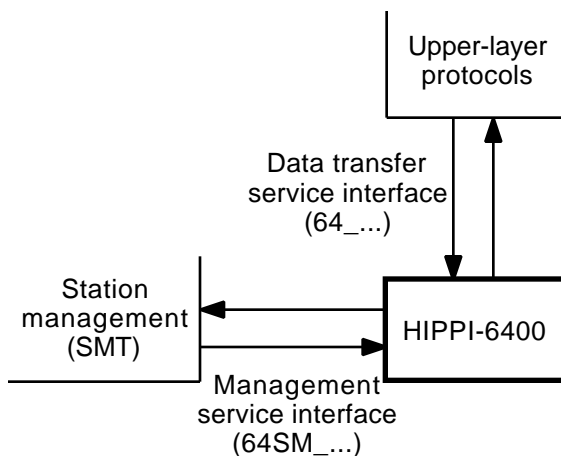 Upper-layer
protocols
Data transfer
service interface
(64_...)
Station
management
(SMT)
HIPPI-6400
Management
service interface
(64SM_...)